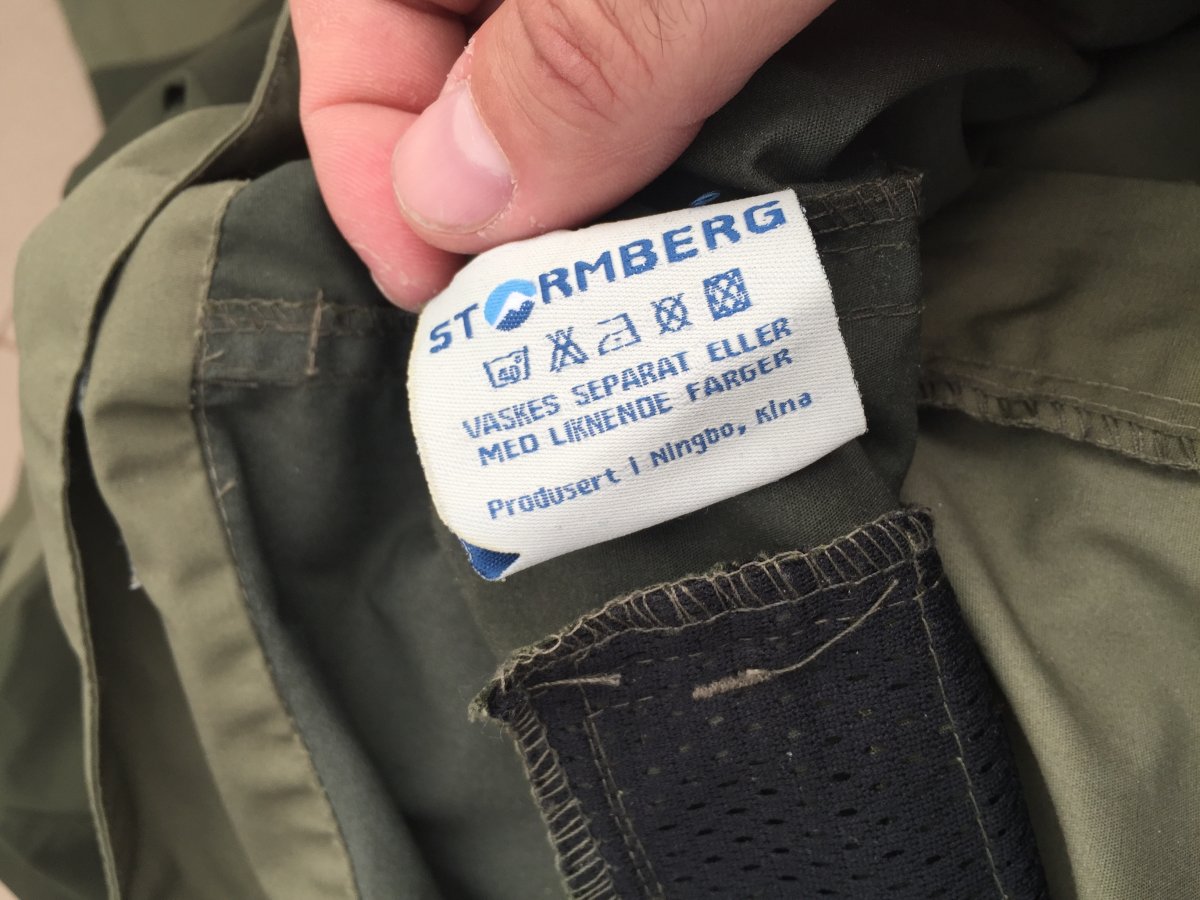 STORMBERG
40°
VASKES SEPARAT ELLER
MED LIKNENDE FARGER
Produsert i Ningbo, Kina